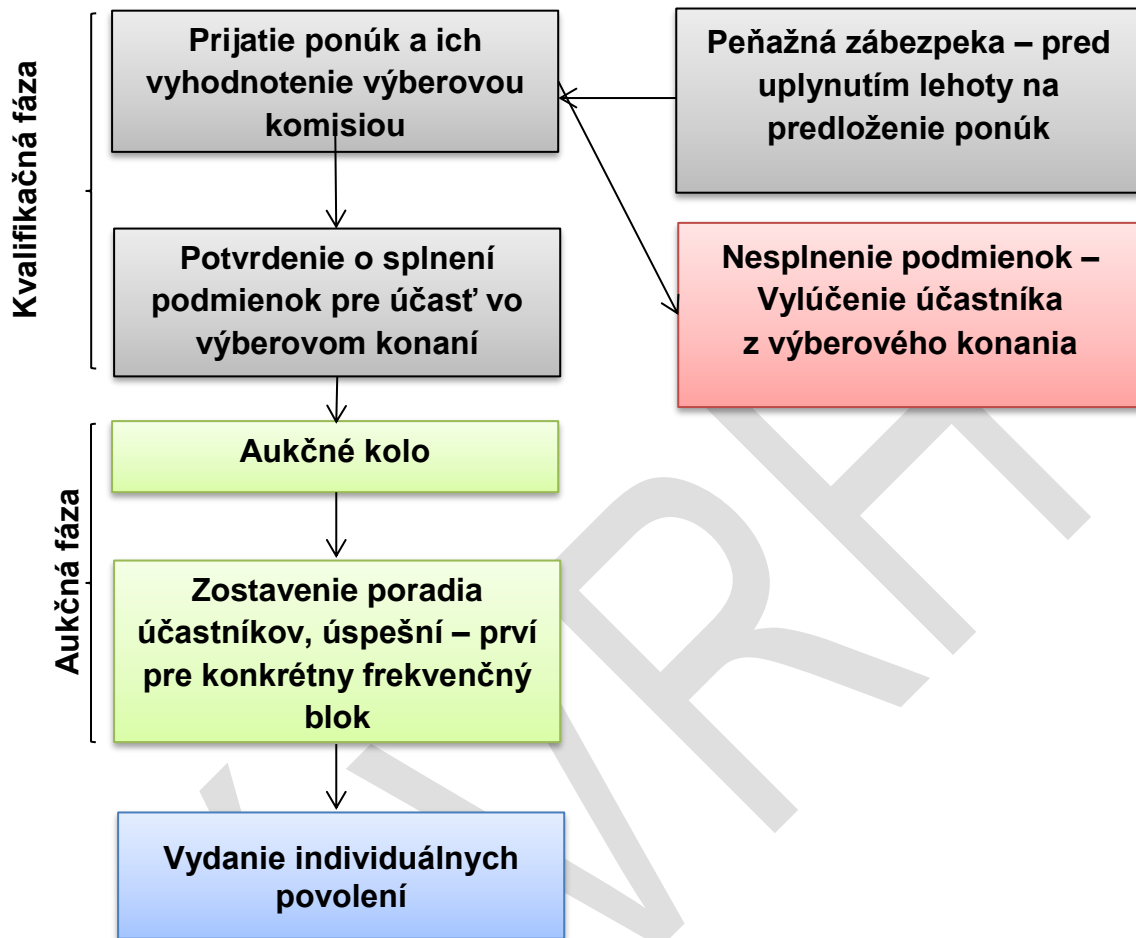 Kvalifikačná fáza
Prijatie ponúk a ich
vyhodnotenie výberovou
komisiou
Peňažná zábezpeka – pred
uplynutím lehoty na
predloženie ponúk
Potvrdenie o splnení
podmienok pre účasť vo
výberovom konaní
Nesplnenie podmienok –
Vylúčenie účastníka
z výberového konania
Aukčná fáza
Aukčné kolo
Zostavenie poradia
účastníkov, úspešní – prví
pre konkrétny frekvenčný
blok
Vydanie individuálnych
povolení